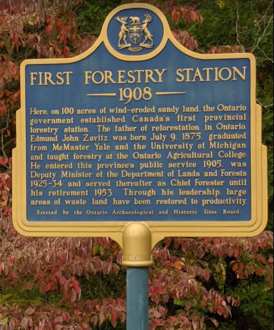 FIRST FORESTRY STATION
1908
Here, on 100 acres of wind-eroded sandy land, the Ontario
government established Canada's first provincial
forestry station. The father of reforestation in Ontario,
Edmund John Zavitz was born July 9, 1875, graduated
from McMaster, Yale and the University of Michigan
and taught forestry at the Ontario Agricultural College.
He entered this province's public service 1905, was
Deputy Minister of the Department of Lands and Forests
1925-34 and served thereafter as Chief Forester until
his retirement 1953. Through his leadership large
areas of waste land have been restored to productivity.
Erected by the Ontario Archaeological and Historic Sites Board